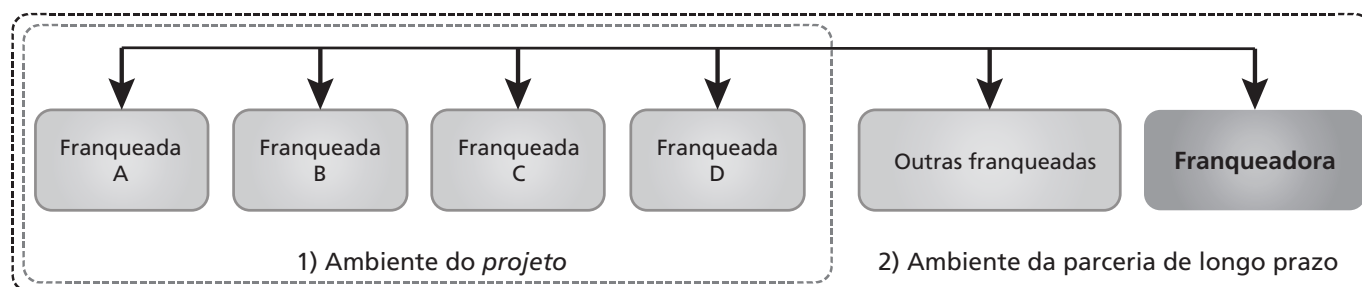 Franqueada
A
Franqueada
B
Franqueada
C
Franqueada
D
Outras franqueadas
Franqueadora
1) Ambiente do projeto
2) Ambiente da parceria de longo prazo